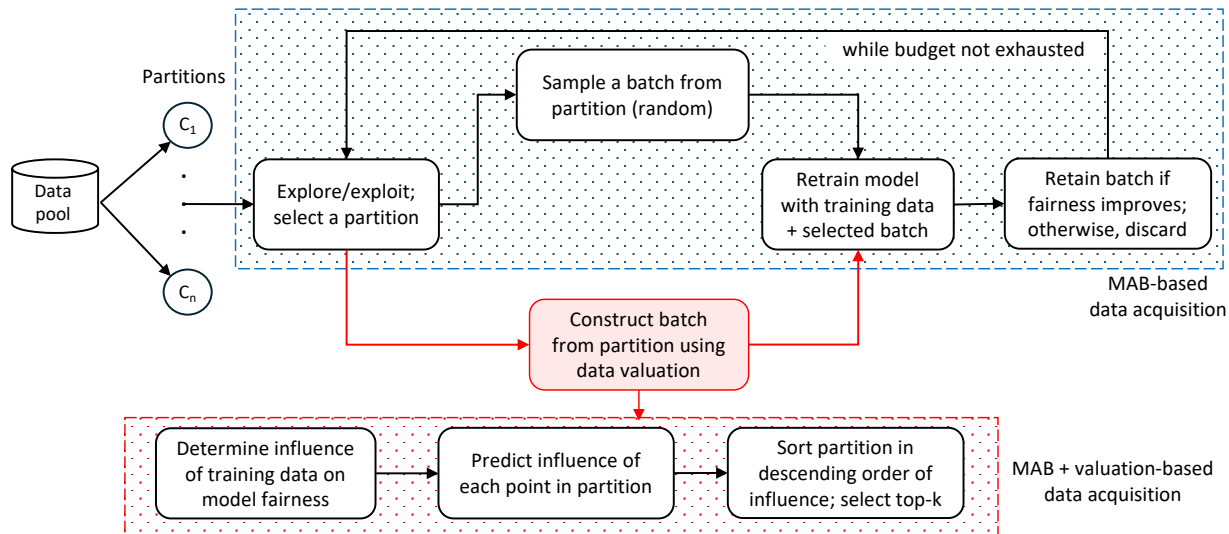 while budget not exhausted
Partitions
Sample a batch from
partition (random)
C1
Data
pool
.
.
Explore/exploit;
select a partition
Retrain model
with training data
+ selected batch
Retain batch if
fairness improves;
otherwise, discard
Cn
MAB-based
data acquisition
Construct batch
from partition using
data valuation
Determine influence
of training data on
model fairness
Predict influence of
each point in partition
Sort partition in
descending order of
influence; select top-k
MAB + valuation-based
data acquisition